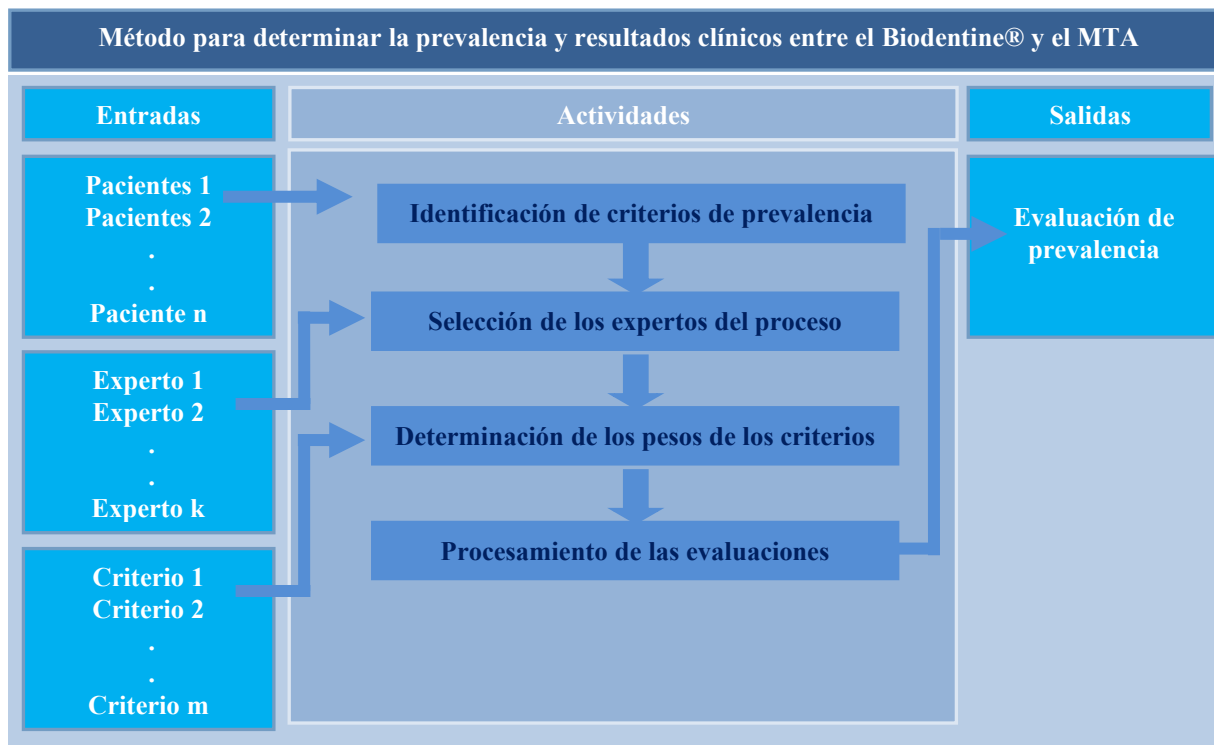 Método para determinar la prevalencia y resultados clínicos entre el Biodentine® y el MTA
Entradas
Actividades
Salidas
Pacientes 1
Pacientes 2
.
.
Paciente n
Experto 1
Experto 2
.
.
Experto k
Criterio 1
Criterio 2
.
.
Criterio m
Identificación de criterios de prevalencia
Selección de los expertos del proceso
Determinación de los pesos de los criterios
Procesamiento de las evaluaciones
Evaluación de
prevalencia